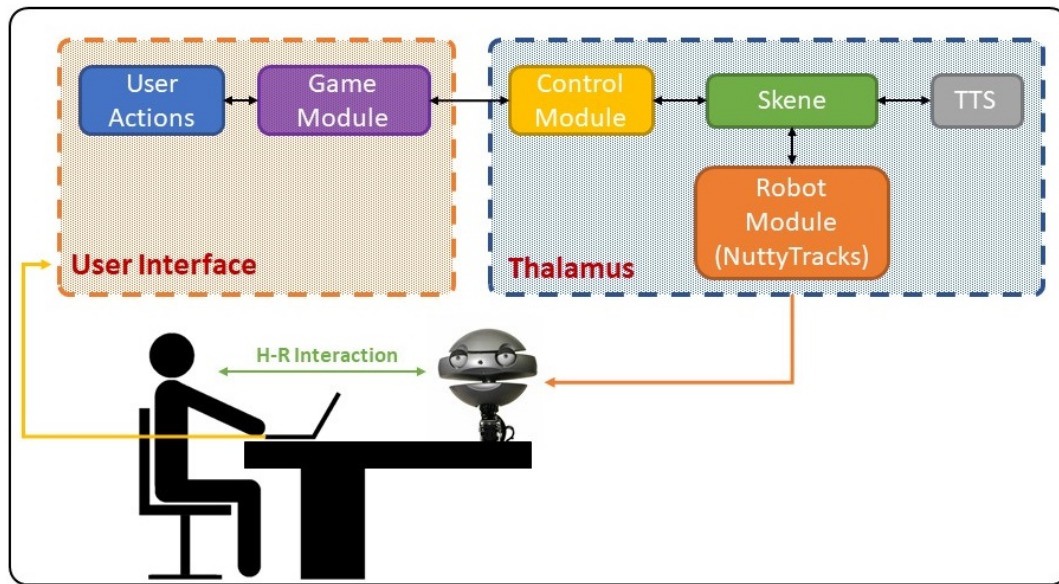 User
Actions
Game
Module
Control
Module
Skene
TTS
Robot
Module
(NuttyTracks)
User Interface
Thalamus
H-R Interaction